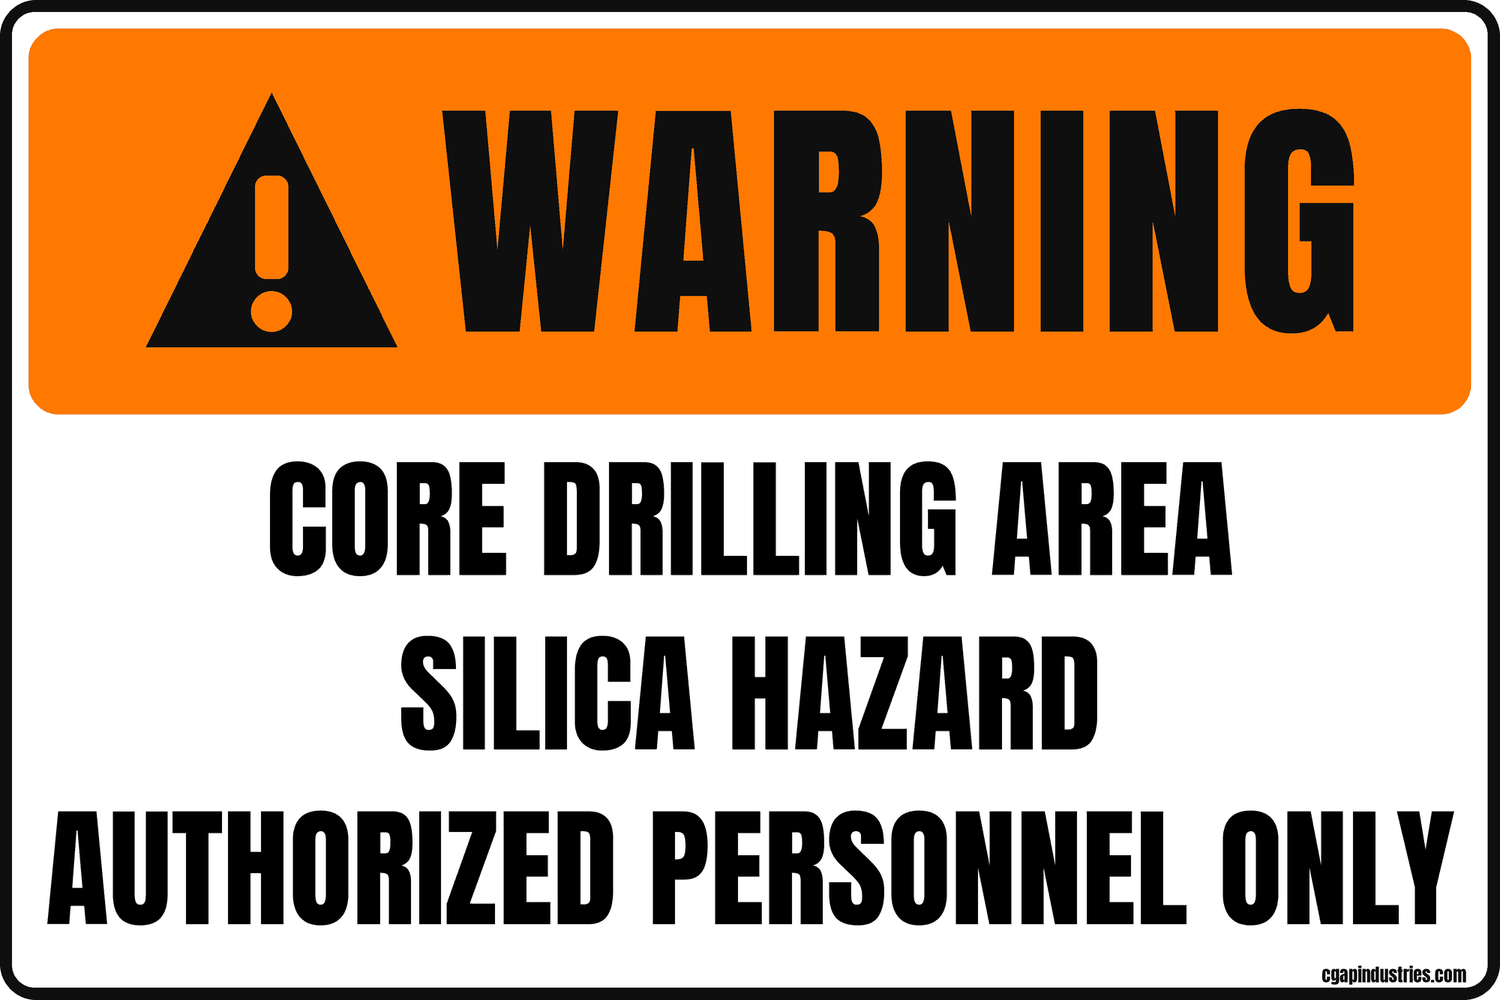 WARNING
CORE DRILLING AREA
SILICA HAZARD
AUTHORIZED PERSONNEL ONLY
cgapindustries.com